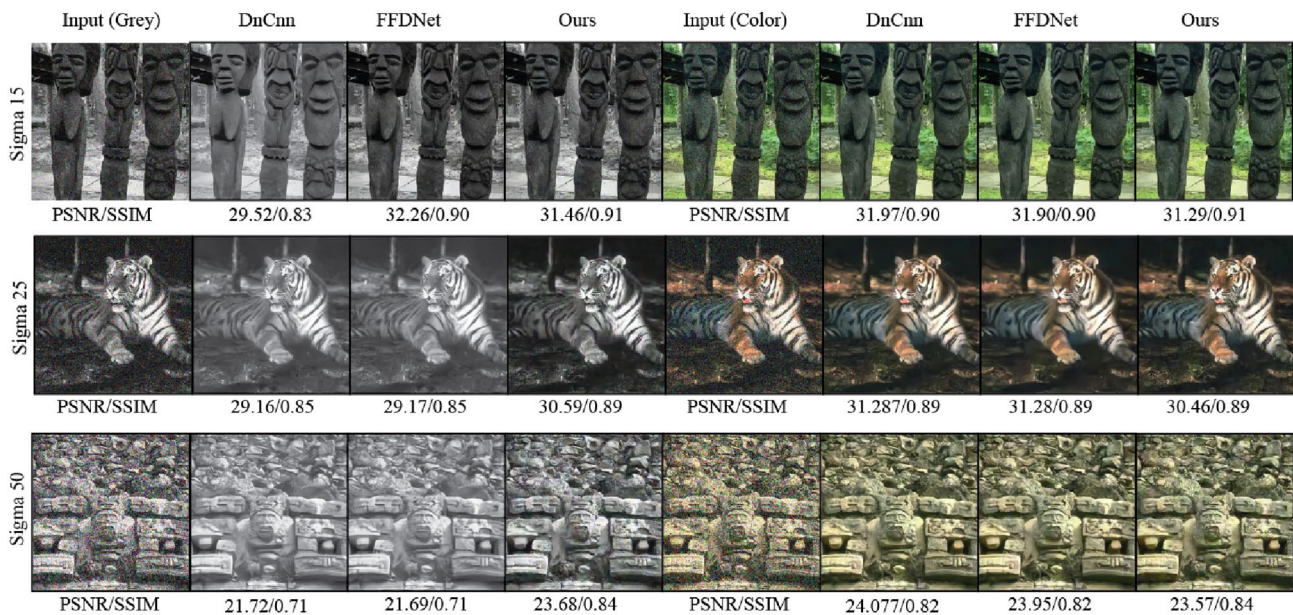 Input (Grey) DnCnn FFDNet Ours Input (Color) DnCnn FFDNet Ours
Sigma 15
PSNR/SSIM 29.52/0.83 32.26/0.90 31.46/0.91 PSNR/SSIM 31.97/0.90 31.90/0.90 31.29/0.91
Sigma 25
PSNR/SSIM 29.16/0.85 29.17/0.85 30.59/0.89 PSNR/SSIM 31.287/0.89 31.28/0.89 30.46/0.89
Sigma 50
PSNR/SSIM 21.72/0.71 21.69/0.71 23.68/0.84 PSNR/SSIM 24.077/0.82 23.95/0.82 23.57/0.84